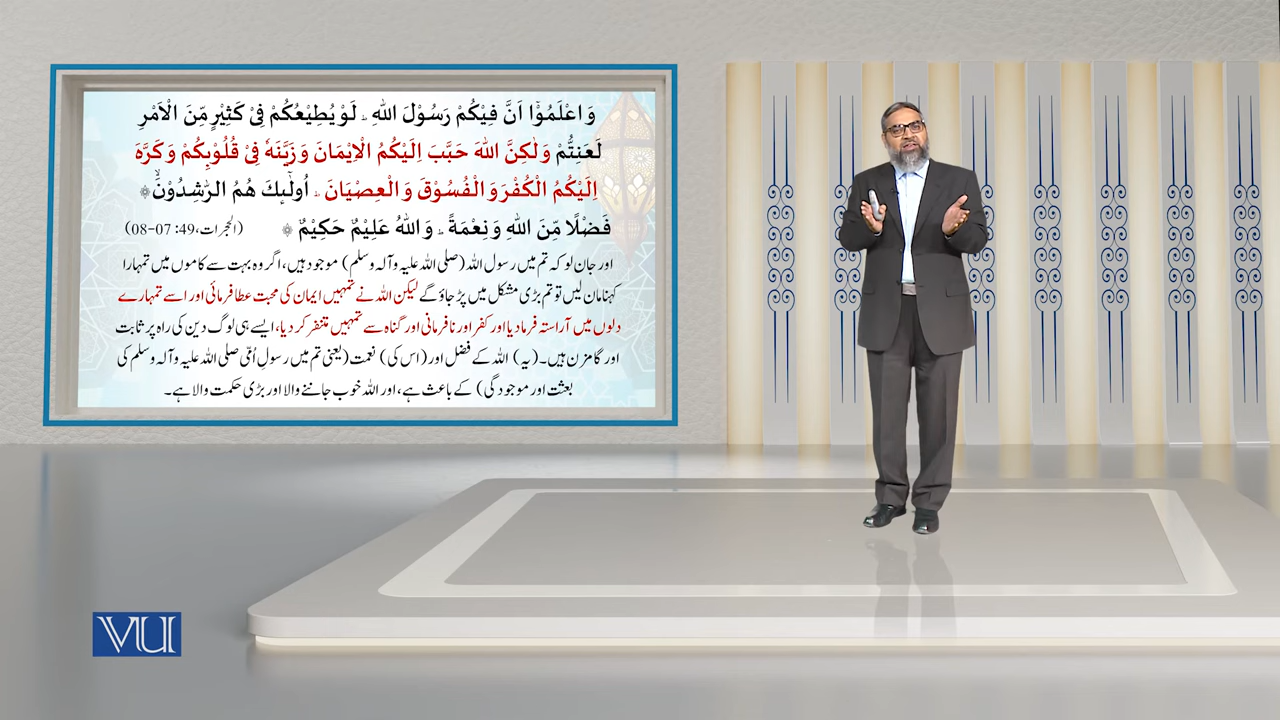 وَ اعْلَمُوْۤا اَنَّ فِیْكُمْ رَسُوْلَ اللّٰهِ ؕ لَوْ یُطِیْعُكُمْ فِیْ كَثِیْرٍ مِّنَ الْاَمْرِ
لَعَنِتُّمْ وَ لٰكِنَّ اللّٰهَ حَبَّبَ اِلَیْكُمُ الْاِیْمَانَ وَ زَیَّنَهٗ فِیْ قُلُوْبِكُمْ وَ كَرَّهَ
اِلَیْكُمُ الْكُفْرَ وَ الْفُسُوْقَ وَ الْعِصْیَانَ ؕ اُولٰٓىِٕكَ هُمُ الرّٰشِدُوْنَۙ
فَضْلًا مِّنَ اللّٰهِ وَ نِعْمَةً ؕ وَ اللّٰهُ عَلِیْمٌ حَكِیْمٌ (الحجرات،49: 07-08)
اور جان لو کہ تم میں رسول اللہ (صلی اللہ علیہ وآلہ وسلم) موجود ہیں، اگر وہ بہت سے کاموں میں تمہارا
کہنا مان لیں تو تم بڑی مشکل میں پڑ جاؤ گے لیکن اللہ نے تمہیں ایمان کی محبت عطا فرمائی اور اسے تمہارے
دلوں میں آراستہ فرما دیا اور کفر اور نافرمانی اور گناہ سے تمہیں متنفر کر دیا، ایسے ہی لوگ دین کی راہ پر ثابت
اور گامزن ہیں۔ (یہ) اللہ کے فضل اور (اس کی) نعمت (یعنی تم میں رسولِ اُمّی صلی اللہ علیہ وآلہ وسلم کی
بعثت اور موجودگی) کے باعث ہے، اور اللہ خوب جاننے والا اور بڑی حکمت والا ہے۔
VU